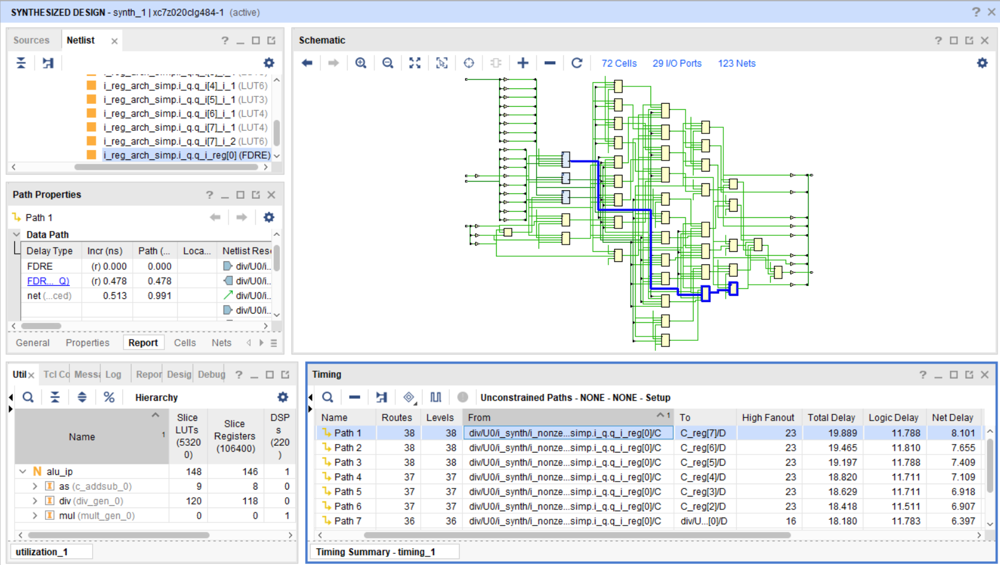 SYNTHESIZED DESIGN - synth_1 | xc7z020clg484-1 (active)
Sources
Netlist
i_reg_arch_simp.i_q.q_i[4]_i_1 (LUT6)
i_reg_arch_simp.i_q.q_i[5]_i_1 (LUT3)
i_reg_arch_simp.i_q.q_i[6]_i_1 (LUT4)
i_reg_arch_simp.i_q.q_i[7]_i_1 (LUT4)
i_reg_arch_simp.i_q.q_i[7]_i_2 (LUT6)
i_reg_arch_simp.i_q.q_i_reg[0] (FDRE)
Schematic
72 Cells 29 I/O Ports 123 Nets
Path Properties
Path 1
Data Path
Delay Type Incr (ns) Path (... Loca... Netlist Res
FDRE (r) 0.000 0.000 div/U0/i..
FDR... Q) (r) 0.478 0.478 div/U0/i..
net (...ced) 0.513 0.991 div/U0/i..
div/U0/i..
General Properties Report Cells Nets
Util Tcl Co Messa Log Repor Desig Debug
Hierarchy
Name 1 Slice LUTs (53200) Slice Registers (106400) DSPs (220)
alu_ip 148 146 1
as (c_addsub_0) 9 8 0
div (div_gen_0) 120 118 0
mul (mult_gen_0) 0 0 1
utilization_1
Timing
Unconstrained Paths - NONE - NONE - Setup
Name Routes Levels From 1 To High Fanout Total Delay Logic Delay Net Delay
Path 1 38 38 div/U0/i_synth/i_nonze...simp.i_q.q_i_reg[0]/C C_reg[7]/D 23 19.889 11.788 8.101
Path 2 38 38 div/U0/i_synth/i_nonze...simp.i_q.q_i_reg[0]/C C_reg[6]/D 23 19.465 11.810 7.655
Path 3 38 38 div/U0/i_synth/i_nonze...simp.i_q.q_i_reg[0]/C C_reg[5]/D 23 19.197 11.788 7.409
Path 4 37 37 div/U0/i_synth/i_nonze...simp.i_q.q_i_reg[0]/C C_reg[4]/D 23 18.820 11.711 7.109
Path 5 37 37 div/U0/i_synth/i_nonze...simp.i_q.q_i_reg[0]/C C_reg[3]/D 23 18.629 11.711 6.918
Path 6 37 37 div/U0/i_synth/i_nonze...simp.i_q.q_i_reg[0]/C C_reg[2]/D 23 18.418 11.511 6.907
Path 7 36 36 div/U0/i_synth/i_nonze...simp.i_q.q_i_reg[0]/C div/U...[0]/D 16 18.180 11.783 6.397
Timing Summary - timing_1